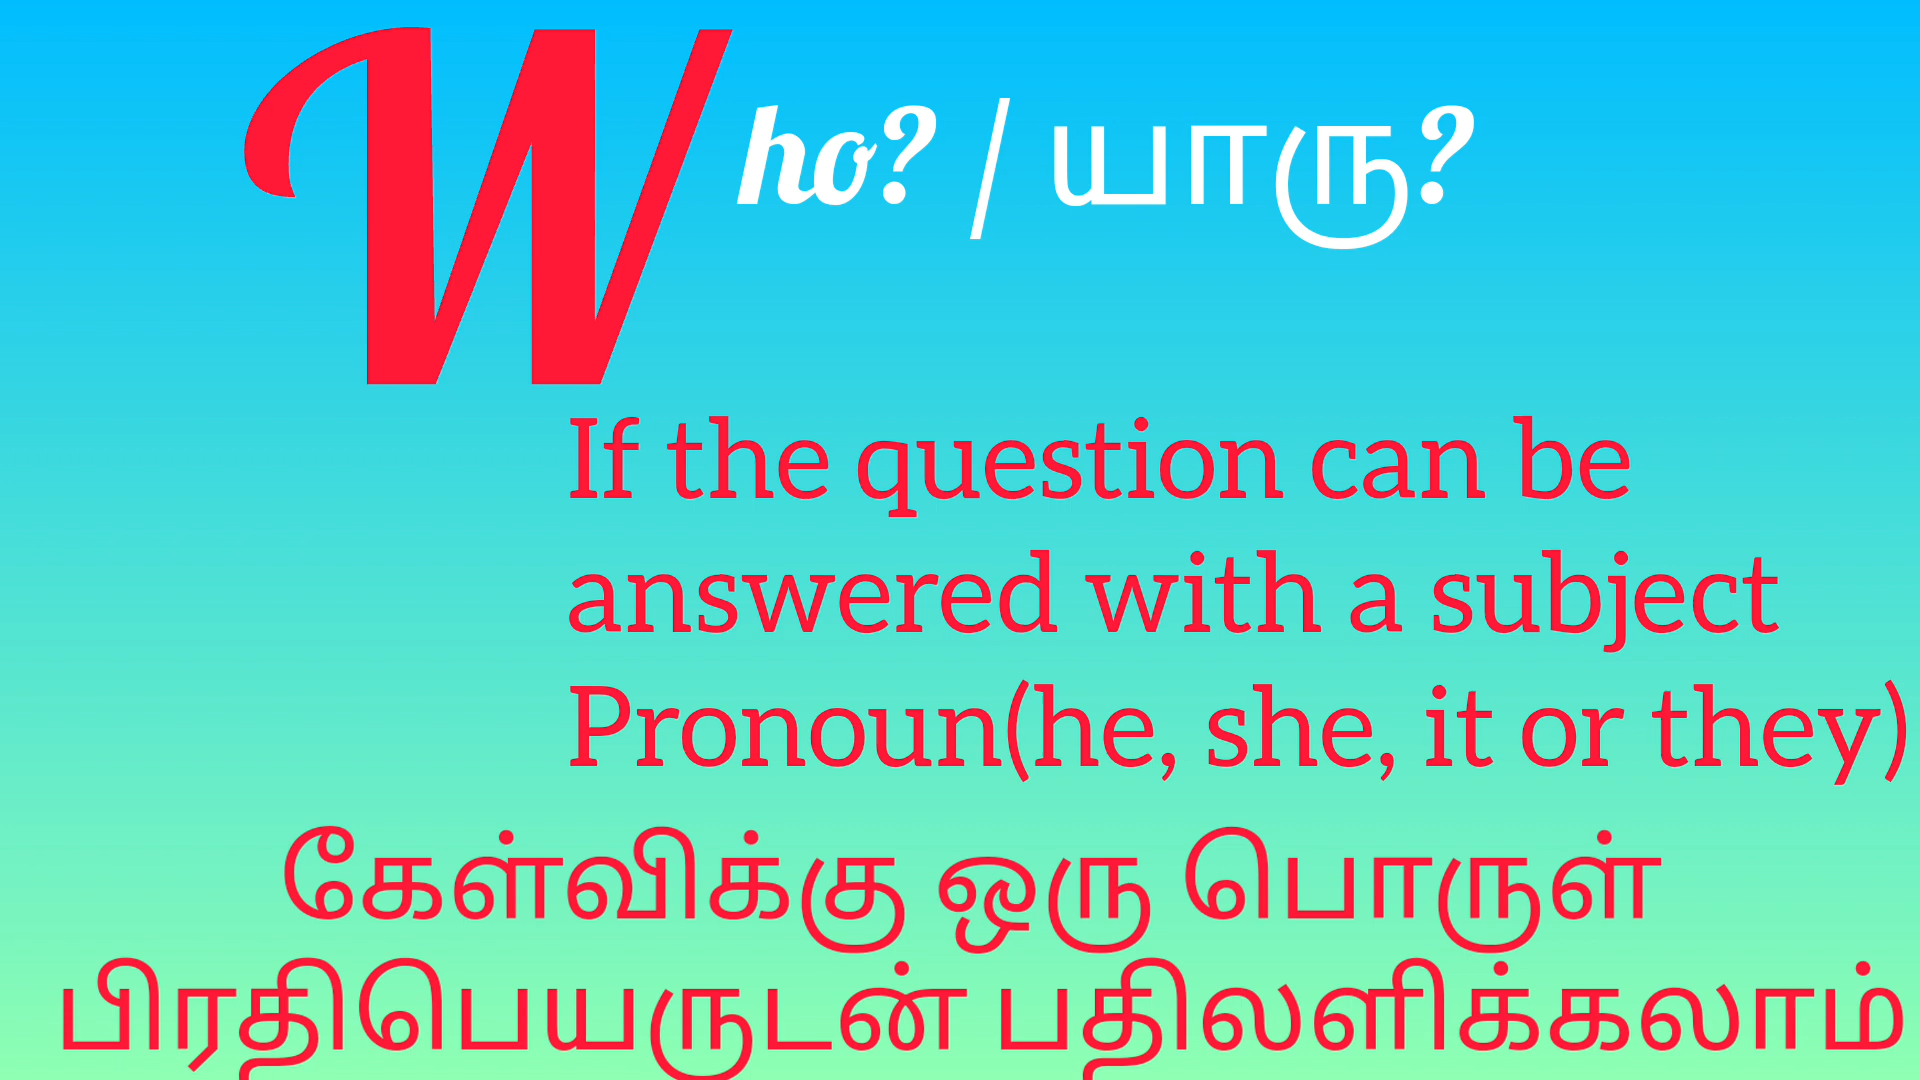 Who? / யாரு?
If the question can be
answered with a subject
Pronoun(he, she, it or they)
கேள்விக்கு ஒரு பொருள்
பிரதிபெயருடன் பதிலளிக்கலாம்